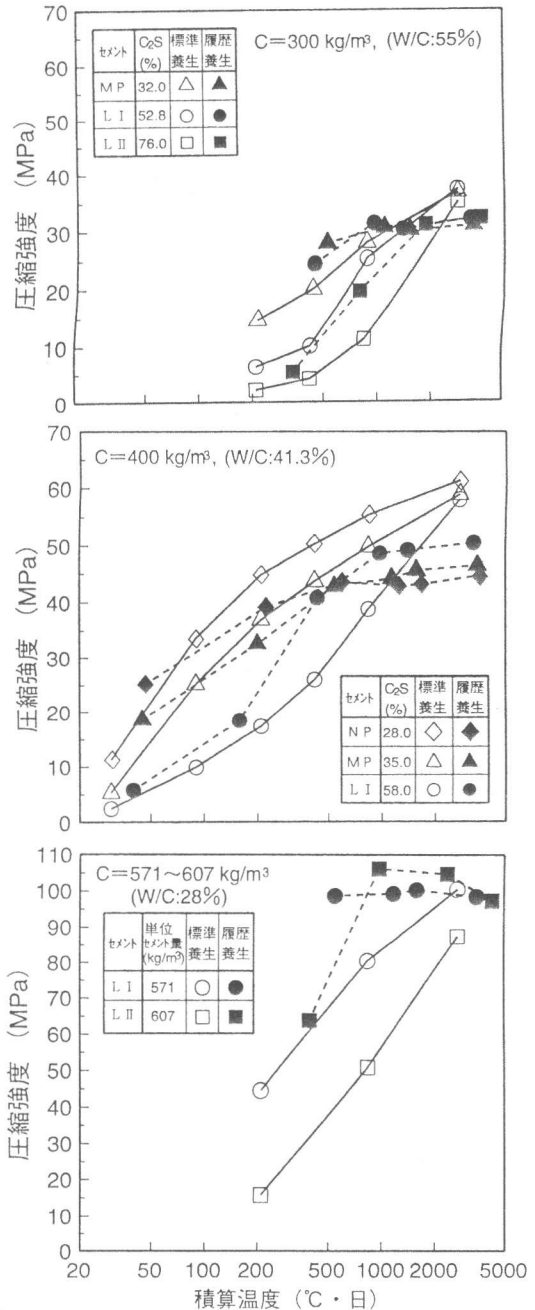 70
60
50
40
30
20
10
0
圧縮強度 (MPa)
C=300 kg/m³, (W/C:55%)
セメント C₂S (%) 標準養生 履歴養生
MP 32.0 △ ▲
LⅠ 52.8 ○ ●
LⅡ 76.0 □ ■
70
60
50
40
30
20
10
0
圧縮強度 (MPa)
C=400 kg/m³, (W/C:41.3%)
セメント C₂S (%) 標準養生 履歴養生
NP 28.0 ◇ ◆
MP 35.0 △ ▲
LⅠ 58.0 ○ ●
110
100
90
80
70
60
50
40
30
20
10
0
圧縮強度 (MPa)
C=571~607 kg/m³
(W/C:28%)
セメント 単位セメント量 (kg/m³) 標準養生 履歴養生
LⅠ 571 ○ ●
LⅡ 607 □ ■
20 50 100 200 500 1000 2000 5000
積算温度 (℃・日)